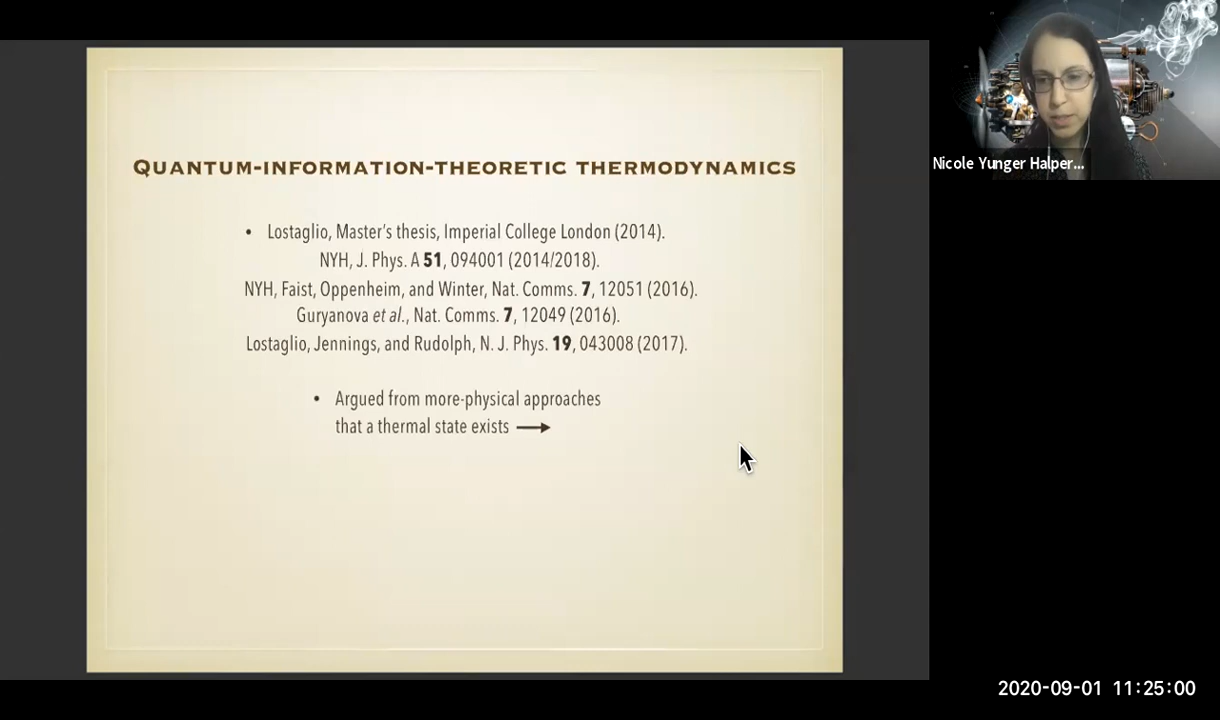 QUANTUM-INFORMATION-THEORETIC THERMODYNAMICS
• Lostaglio, Master's thesis, Imperial College London (2014).
NYH, J. Phys. A 51, 094001 (2014/2018).
NYH, Faist, Oppenheim, and Winter, Nat. Comms. 7, 12051 (2016).
Guryanova et al., Nat. Comms. 7, 12049 (2016).
Lostaglio, Jennings, and Rudolph, N. J. Phys. 19, 043008 (2017).
• Argued from more-physical approaches
that a thermal state exists →
Nicole Yunger Halper...
2020-09-01 11:25:00